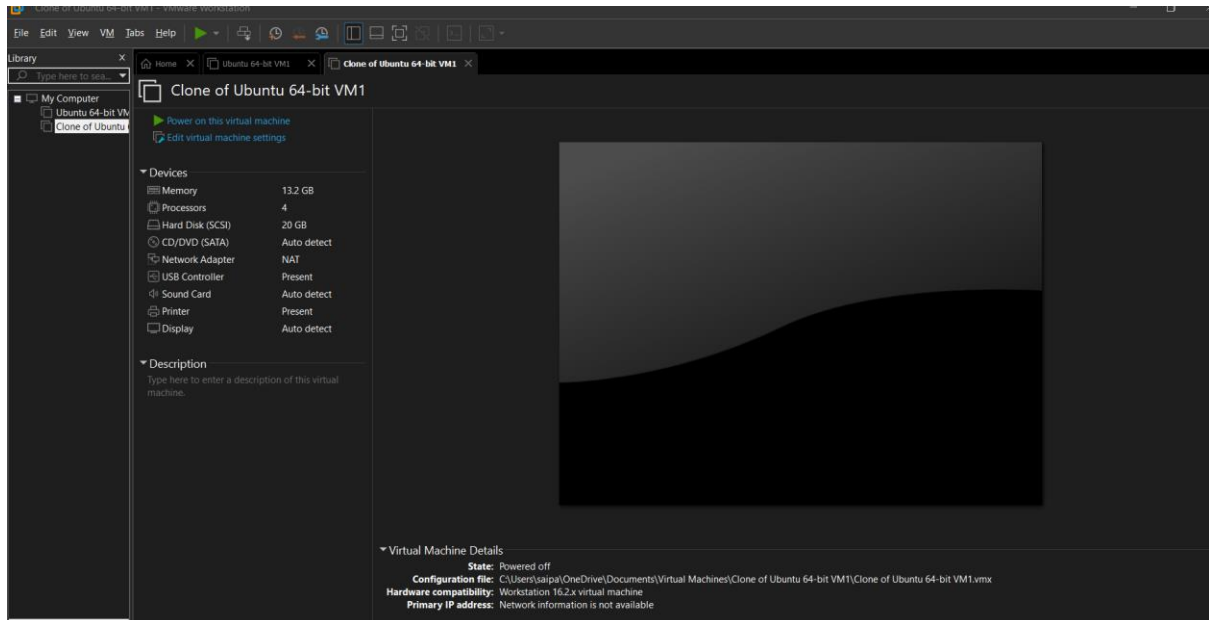 Clone of Ubuntu 64-bit VM1 - VMware Workstation
File Edit View VM Tabs Help
Library X
Type here to sea...
Home X Ubuntu 64-bit VM1 X Clone of Ubuntu 64-bit VM1 X
My Computer
Ubuntu 64-bit VM
Clone of Ubuntu
Clone of Ubuntu 64-bit VM1
Power on this virtual machine
Edit virtual machine settings
Devices
Memory 13.2 GB
Processors 4
Hard Disk (SCSI) 20 GB
CD/DVD (SATA) Auto detect
Network Adapter NAT
USB Controller Present
Sound Card Auto detect
Printer Present
Display Auto detect
Description
Type here to enter a description of this virtual
machine.
Virtual Machine Details
State: Powered off
Configuration file: C:\Users\saipa\OneDrive\Documents\Virtual Machines\Clone of Ubuntu 64-bit VM1\Clone of Ubuntu 64-bit VM1.vmx
Hardware compatibility: Workstation 16.2.x virtual machine
Primary IP address: Network information is not available